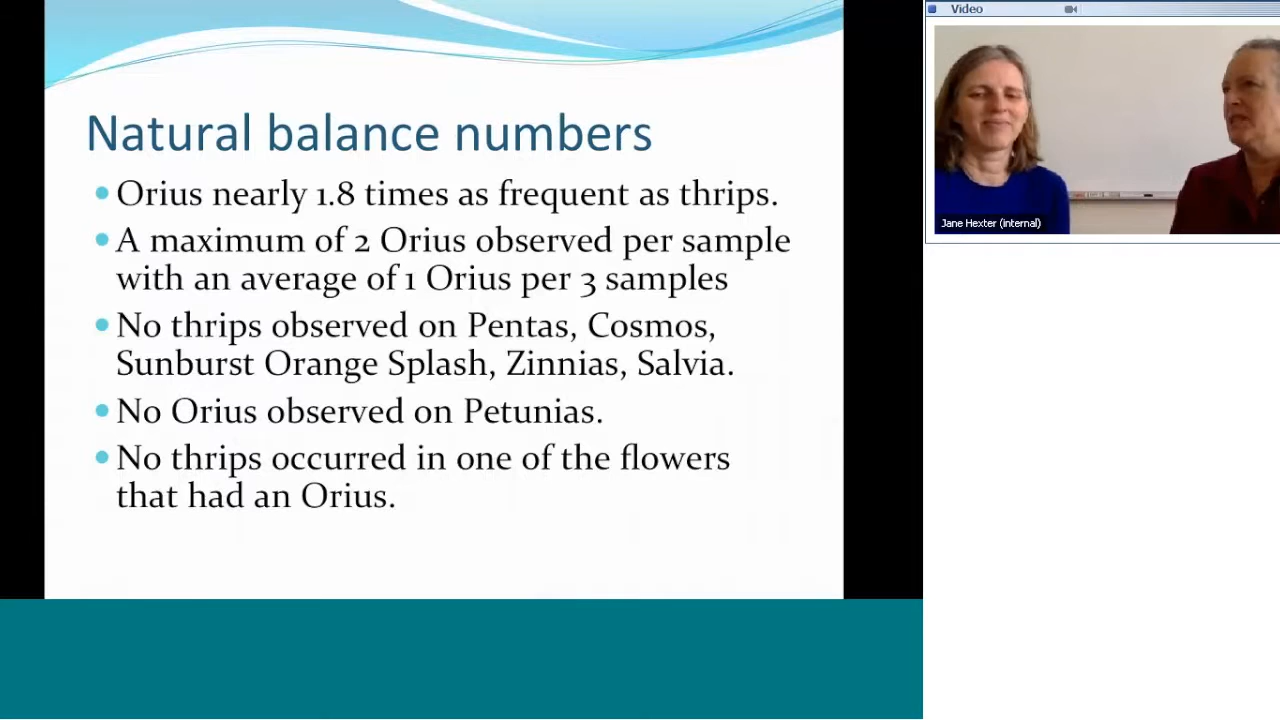 Natural balance numbers
Orius nearly 1.8 times as frequent as thrips.
A maximum of 2 Orius observed per sample
with an average of 1 Orius per 3 samples
No thrips observed on Pentas, Cosmos,
Sunburst Orange Splash, Zinnias, Salvia.
No Orius observed on Petunias.
No thrips occurred in one of the flowers
that had an Orius.
Video
Jane Hexter (internal)